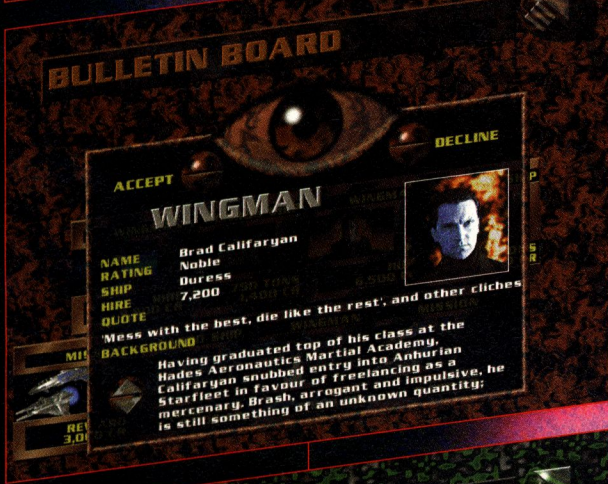 BULLETIN BOARD
ACCEPT
DECLINE
WINGMAN
NAME Brad Califaryan
RATING Noble
SHIP Duress
HIRE 7,200
QUOTE
'Mess with the best, die like the rest', and other cliches
BACKGROUND
Having graduated top of his class at the
Hades Aeronautics Martial Academy,
Califaryan snubbed entry into Anhurian
Starfleet in favour of freelancing as a
mercenary, Brash, arrogant and impulsive, he
is still something of an unknown quantity;